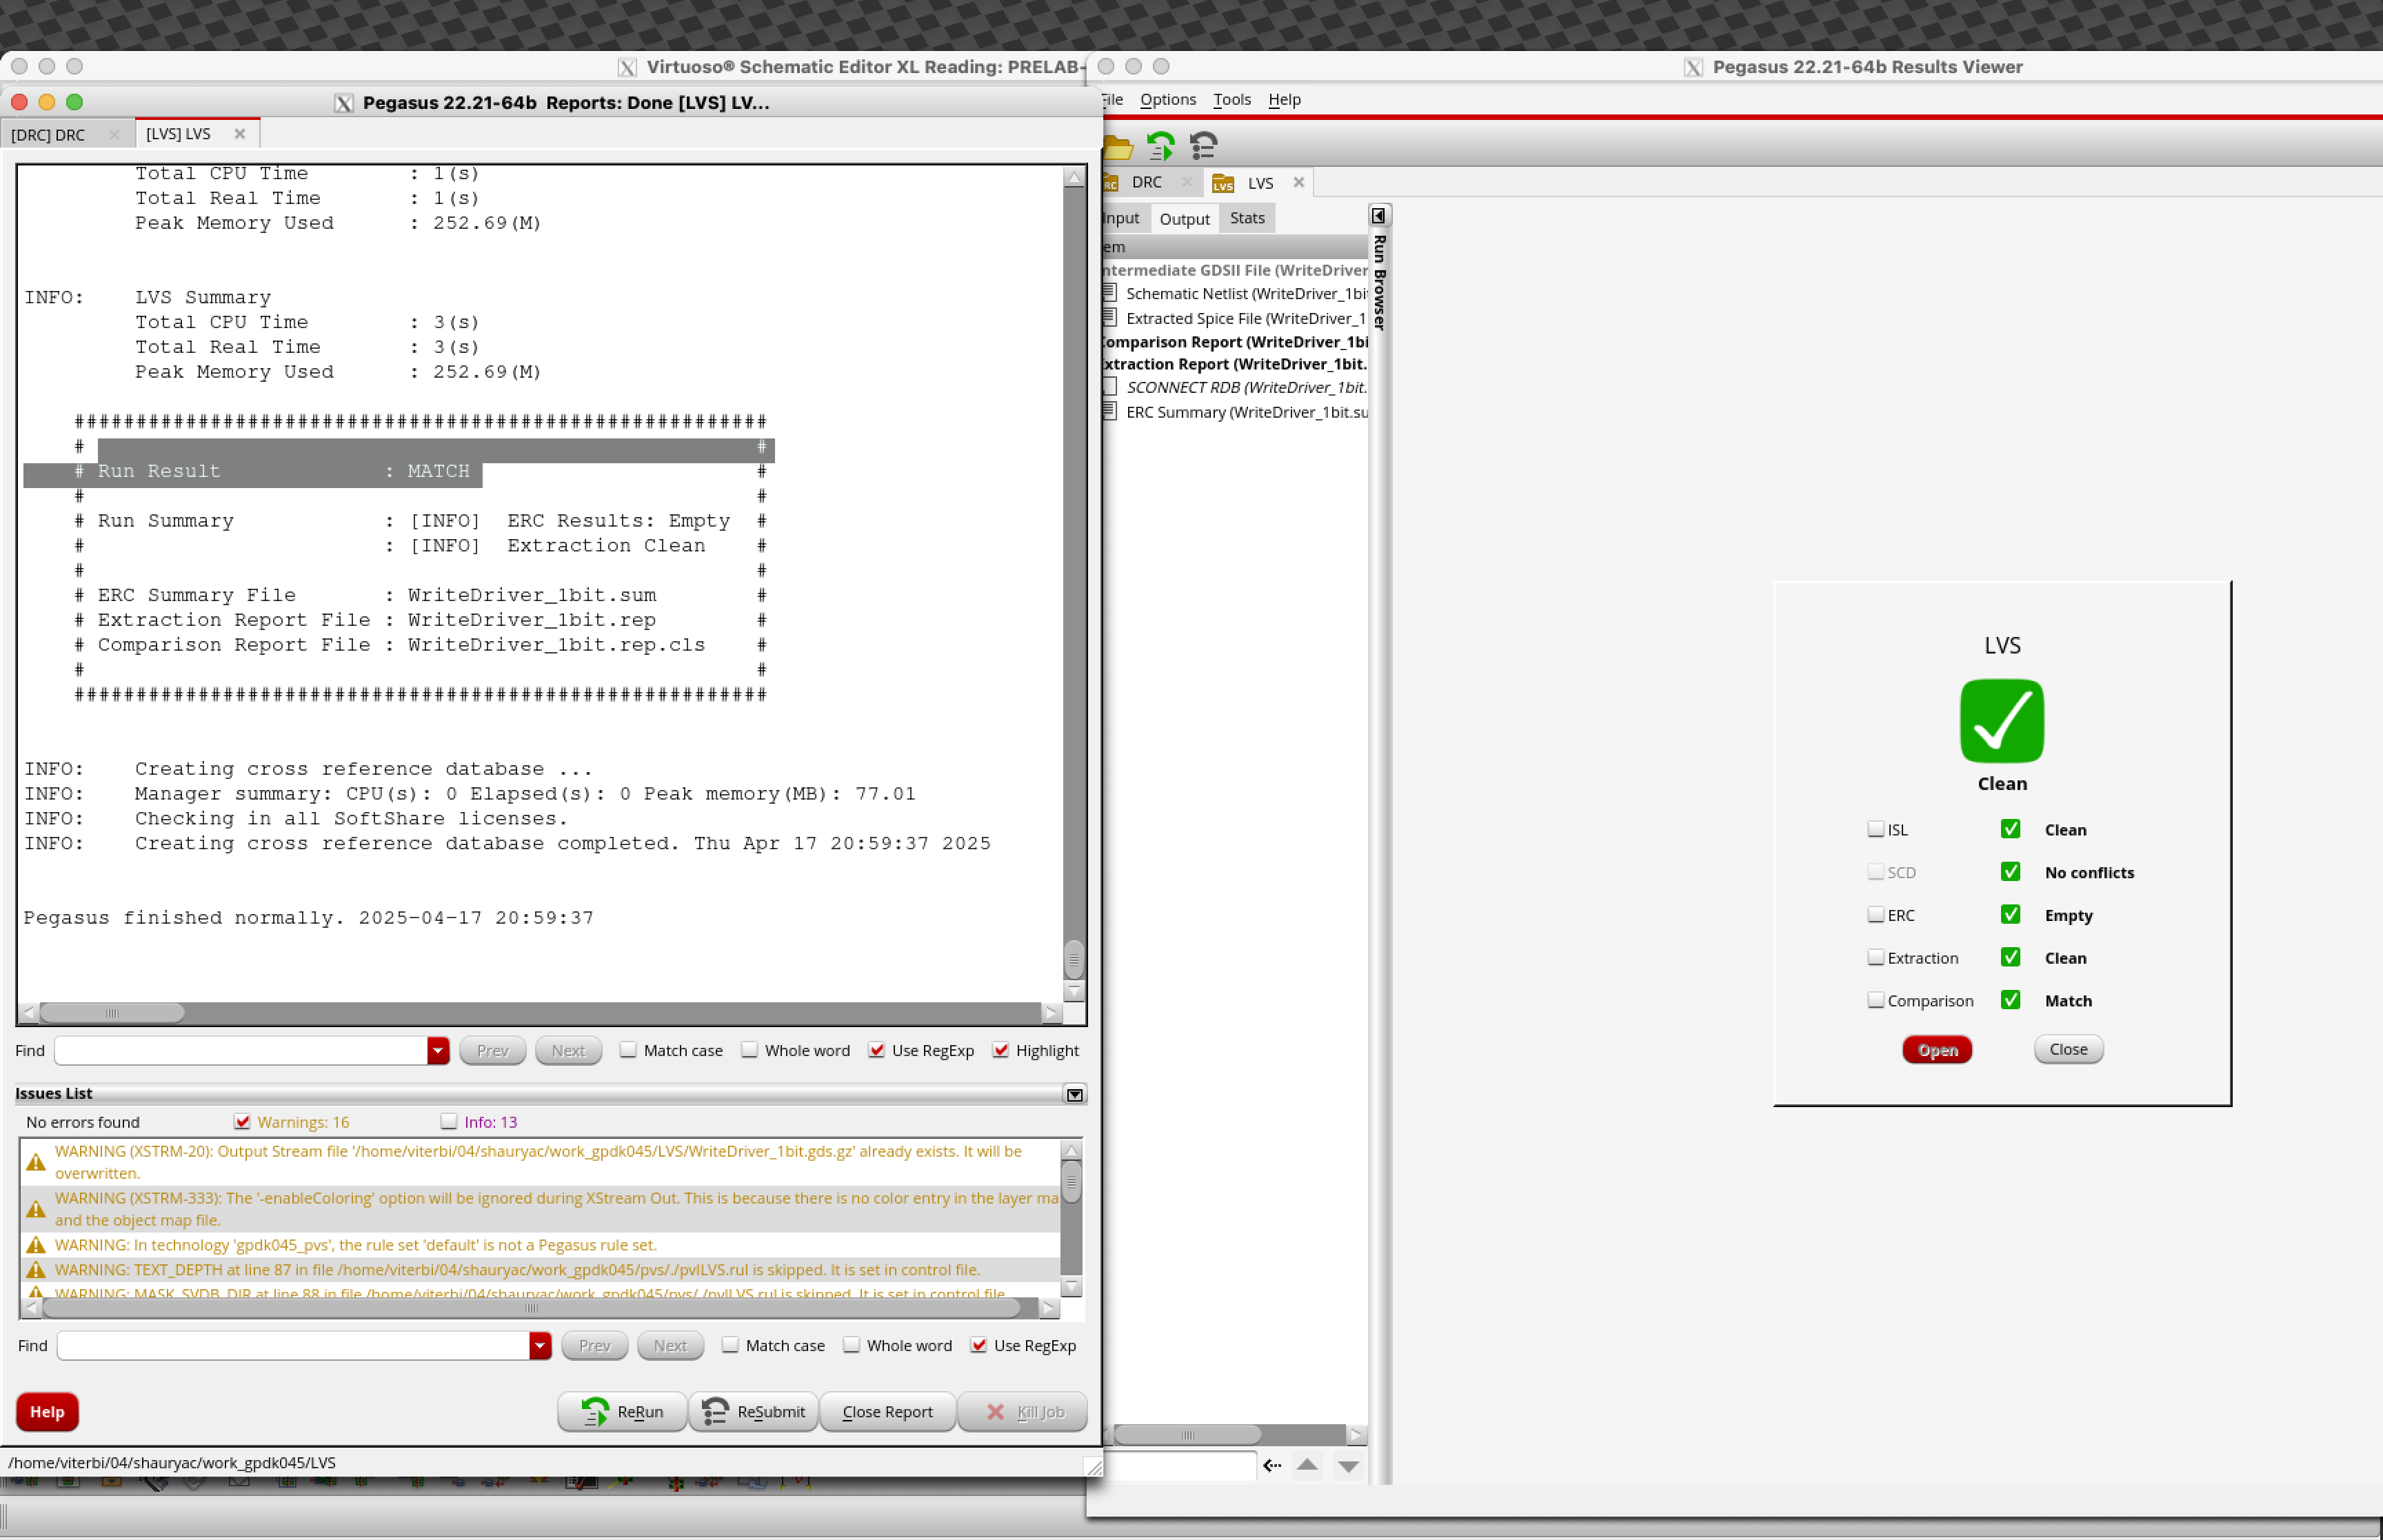 Virtuoso® Schematic Editor XL Reading: PRELAB-
Pegasus 22.21-64b Reports: Done [LVS] LV...
[DRC] DRC
[LVS] LVS
Total CPU Time : 1(s)
Total Real Time : 1(s)
Peak Memory Used : 252.69(M)
INFO: LVS Summary
Total CPU Time : 3(s)
Total Real Time : 3(s)
Peak Memory Used : 252.69(M)
########################################################
# #
# Run Result : MATCH #
# #
# Run Summary : [INFO] ERC Results: Empty #
# : [INFO] Extraction Clean #
# #
# ERC Summary File : WriteDriver_1bit.sum #
# Extraction Report File : WriteDriver_1bit.rep #
# Comparison Report File : WriteDriver_1bit.rep.cls #
# #
########################################################
INFO: Creating cross reference database ...
INFO: Manager summary: CPU(s): 0 Elapsed(s): 0 Peak memory(MB): 77.01
INFO: Checking in all SoftShare licenses.
INFO: Creating cross reference database completed. Thu Apr 17 20:59:37 2025
Pegasus finished normally. 2025-04-17 20:59:37
Find Prev Next Match case Whole word Use RegExp Highlight
Issues List
No errors found Warnings: 16 Info: 13
WARNING (XSTRM-20): Output Stream file '/home/viterbi/04/shauryac/work_gpdk045/LVS/WriteDriver_1bit.gds.gz' already exists. It will be
overwritten.
WARNING (XSTRM-333): The '-enableColoring' option will be ignored during XStream Out. This is because there is no color entry in the layer ma
and the object map file.
WARNING: In technology 'gpdk045_pvs', the rule set 'default' is not a Pegasus rule set.
WARNING: TEXT_DEPTH at line 87 in file /home/viterbi/04/shauryac/work_gpdk045/pvs/./pvlLVS.rul is skipped. It is set in control file.
WARNING: MASK_SVDB_DIR at line 88 in file /home/viterbi/04/shauryac/work_gpdk045/pvs/./pvlLVS.rul is skipped. It is set in control file.
Find Prev Next Match case Whole word Use RegExp
Help ReRun ReSubmit Close Report Kill Job
/home/viterbi/04/shauryac/work_gpdk045/LVS
Pegasus 22.21-64b Results Viewer
File Options Tools Help
DRC LVS
Input Output Stats
em
ntermediate GDSII File (WriteDriver
Schematic Netlist (WriteDriver_1bi
Extracted Spice File (WriteDriver_1
Comparison Report (WriteDriver_1bi
xtraction Report (WriteDriver_1bit.
SCONNECT RDB (WriteDriver_1bit.
ERC Summary (WriteDriver_1bit.su
Run Browser
LVS
Clean
ISL Clean
SCD No conflicts
ERC Empty
Extraction Clean
Comparison Match
Open Close